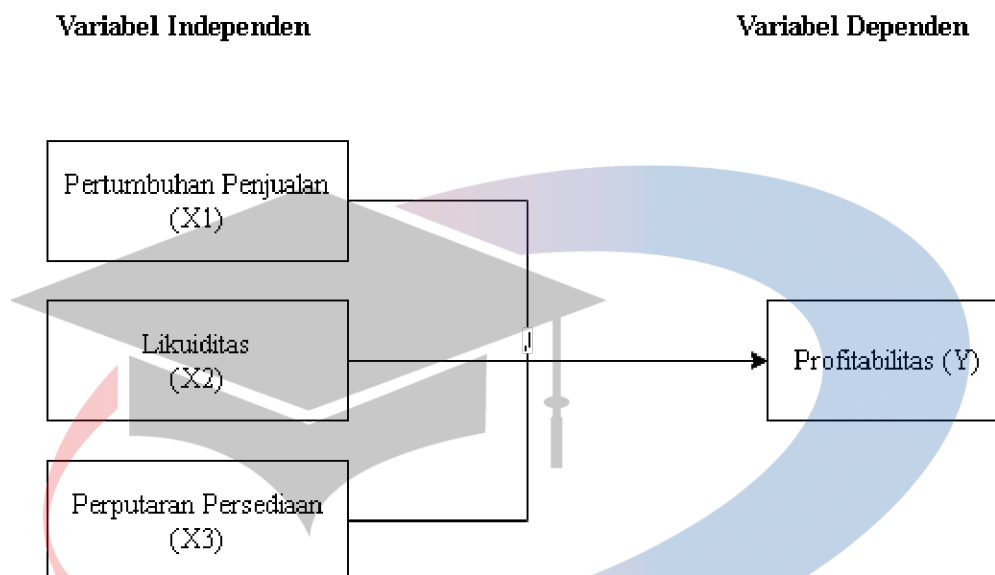 Variabel Independen
Variabel Dependen
Pertumbuhan Penjualan
(X1)
Likuiditas
(X2)
Profitabilitas (Y)
Perputaran Persediaan
(X3)